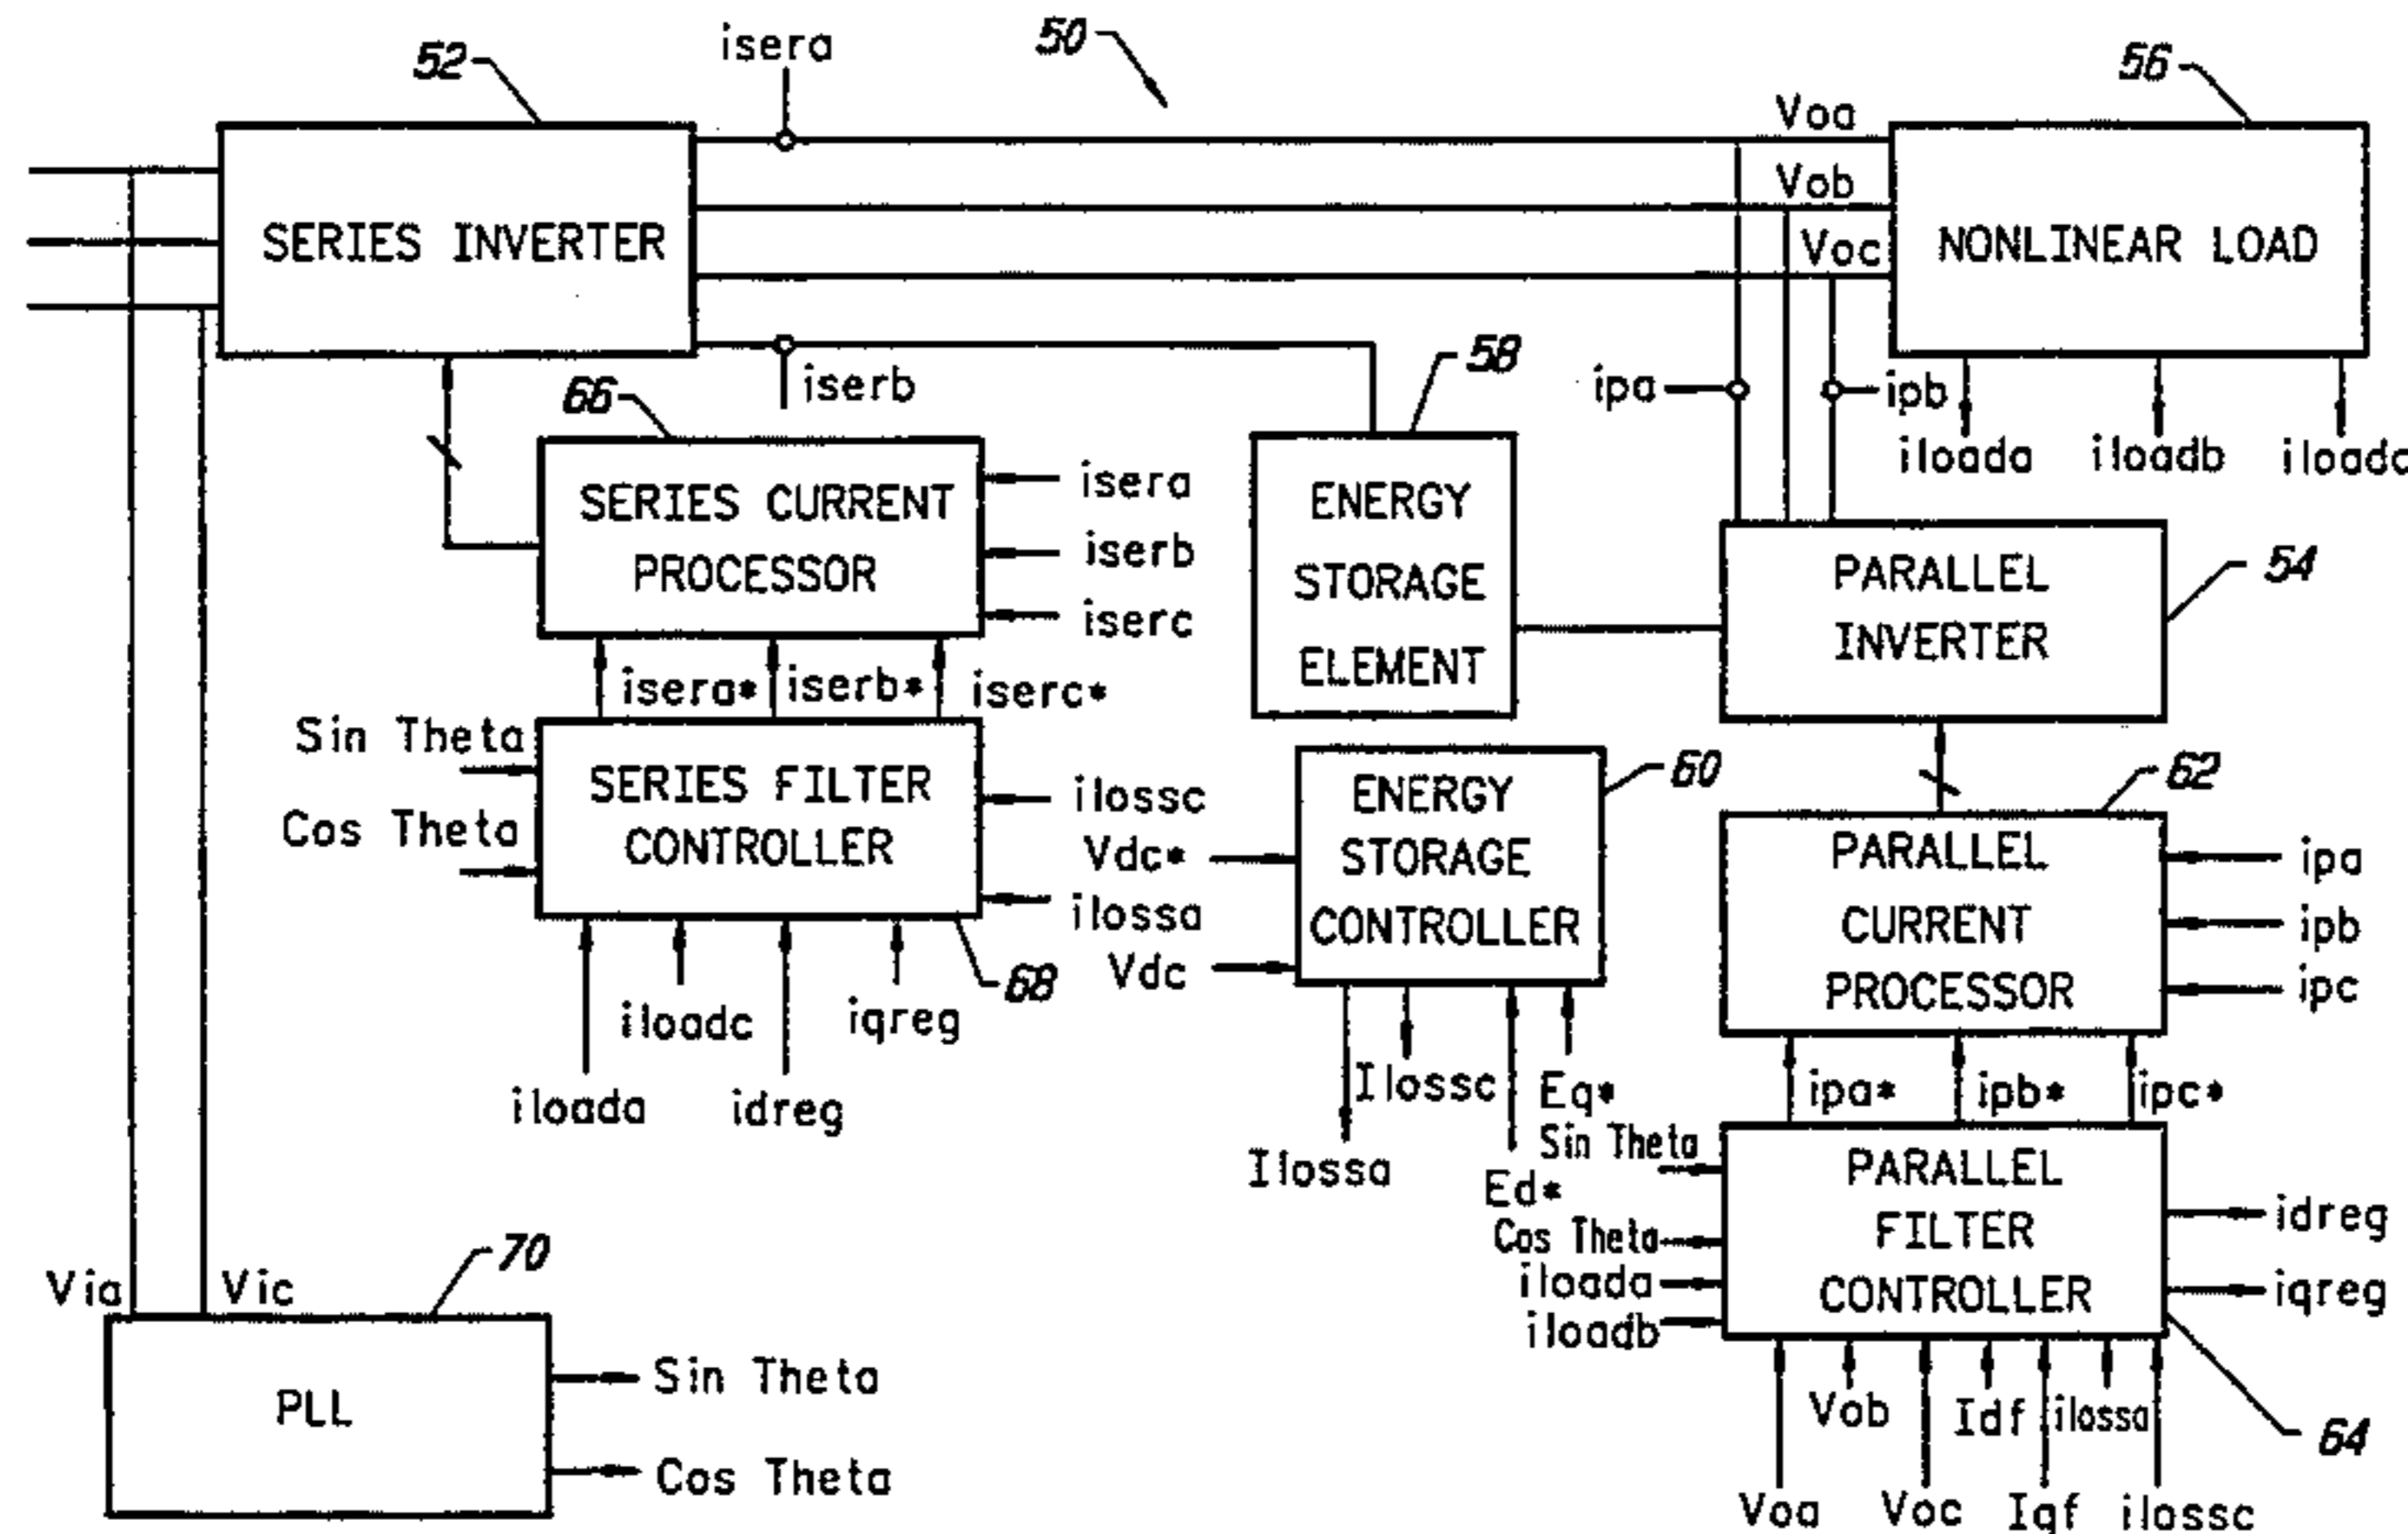 isera
50
52
56
Voa
Vob
Voc
SERIES INVERTER
NONLINEAR LOAD
iserb
58
ipa
ipb
iloada
iloadb
66
SERIES CURRENT
PROCESSOR
isera
iserb
iserc
ENERGY
STORAGE
ELEMENT
PARALLEL
INVERTER
54
isera*
iserb*
iserc*
Sin Theta
Cos Theta
SERIES FILTER
CONTROLLER
ilossc
ilossa
68
iloada
iloadc
idreg
iqreg
60
Vdc*
Vdc
ENERGY
STORAGE
CONTROLLER
Ilossa
Ilossc
Ed*
Eq*
62
PARALLEL
CURRENT
PROCESSOR
ipa
ipb
ipc
ipa*
ipb*
ipc*
Sin Theta
Cos Theta
iloada
iloadb
PARALLEL
FILTER
CONTROLLER
idreg
iqreg
64
Vob
Idf
ilossa
Voa
Voc
Iqf
ilossc
Via
Vic
70
PLL
Sin Theta
Cos Theta